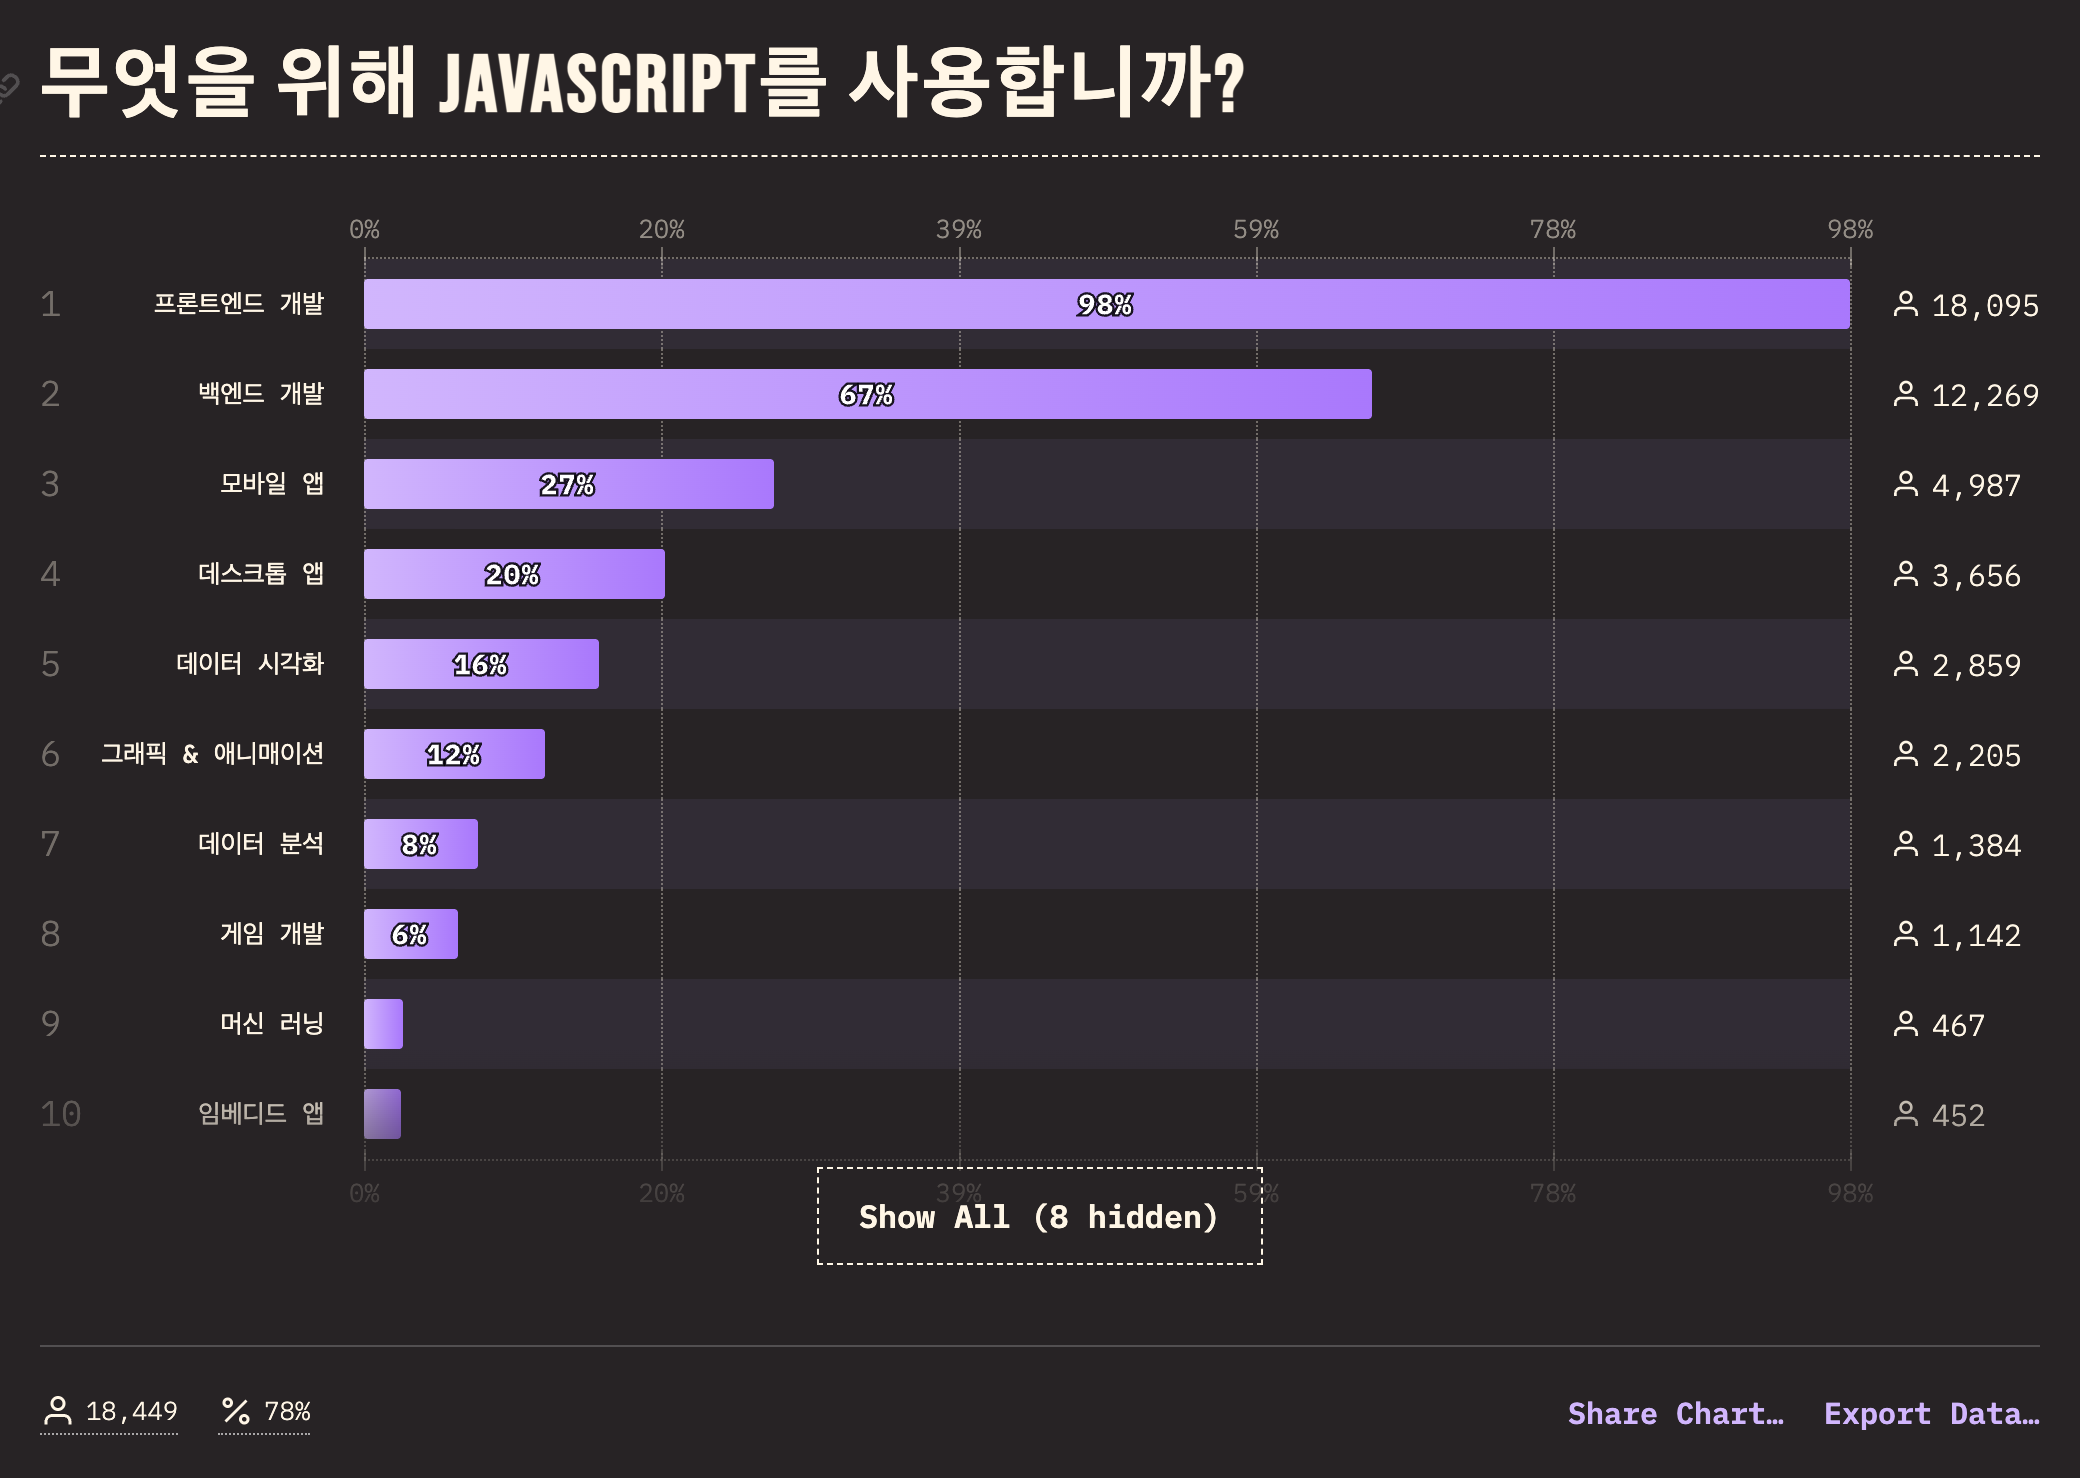 무엇을 위해 JAVASCRIPT를 사용합니까?
0% 20% 39% 59% 78% 98%
1 프론트엔드 개발 98% 18,095
2 백엔드 개발 67% 12,269
3 모바일 앱 27% 4,987
4 데스크톱 앱 20% 3,656
5 데이터 시각화 16% 2,859
6 그래픽 & 애니매이션 12% 2,205
7 데이터 분석 8% 1,384
8 게임 개발 6% 1,142
9 머신 러닝 467
10 임베디드 앱 452
0% 20% 39% 59% 78% 98%
Show All (8 hidden)
18,449 78% Share Chart… Export Data…